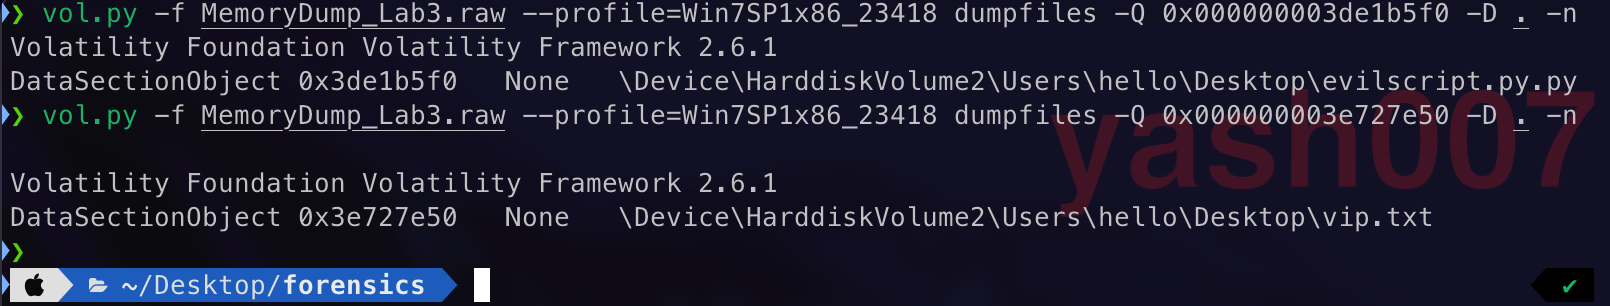 ❯ vol.py -f MemoryDump_Lab3.raw --profile=Win7SP1x86_23418 dumpfiles -Q 0x000000003de1b5f0 -D . -n
Volatility Foundation Volatility Framework 2.6.1
DataSectionObject 0x3de1b5f0   None   \Device\HarddiskVolume2\Users\hello\Desktop\evilscript.py.py
❯ vol.py -f MemoryDump_Lab3.raw --profile=Win7SP1x86_23418 dumpfiles -Q 0x000000003e727e50 -D . -n
yash007
Volatility Foundation Volatility Framework 2.6.1
DataSectionObject 0x3e727e50   None   \Device\HarddiskVolume2\Users\hello\Desktop\vip.txt
❯
~/Desktop/forensics ✔